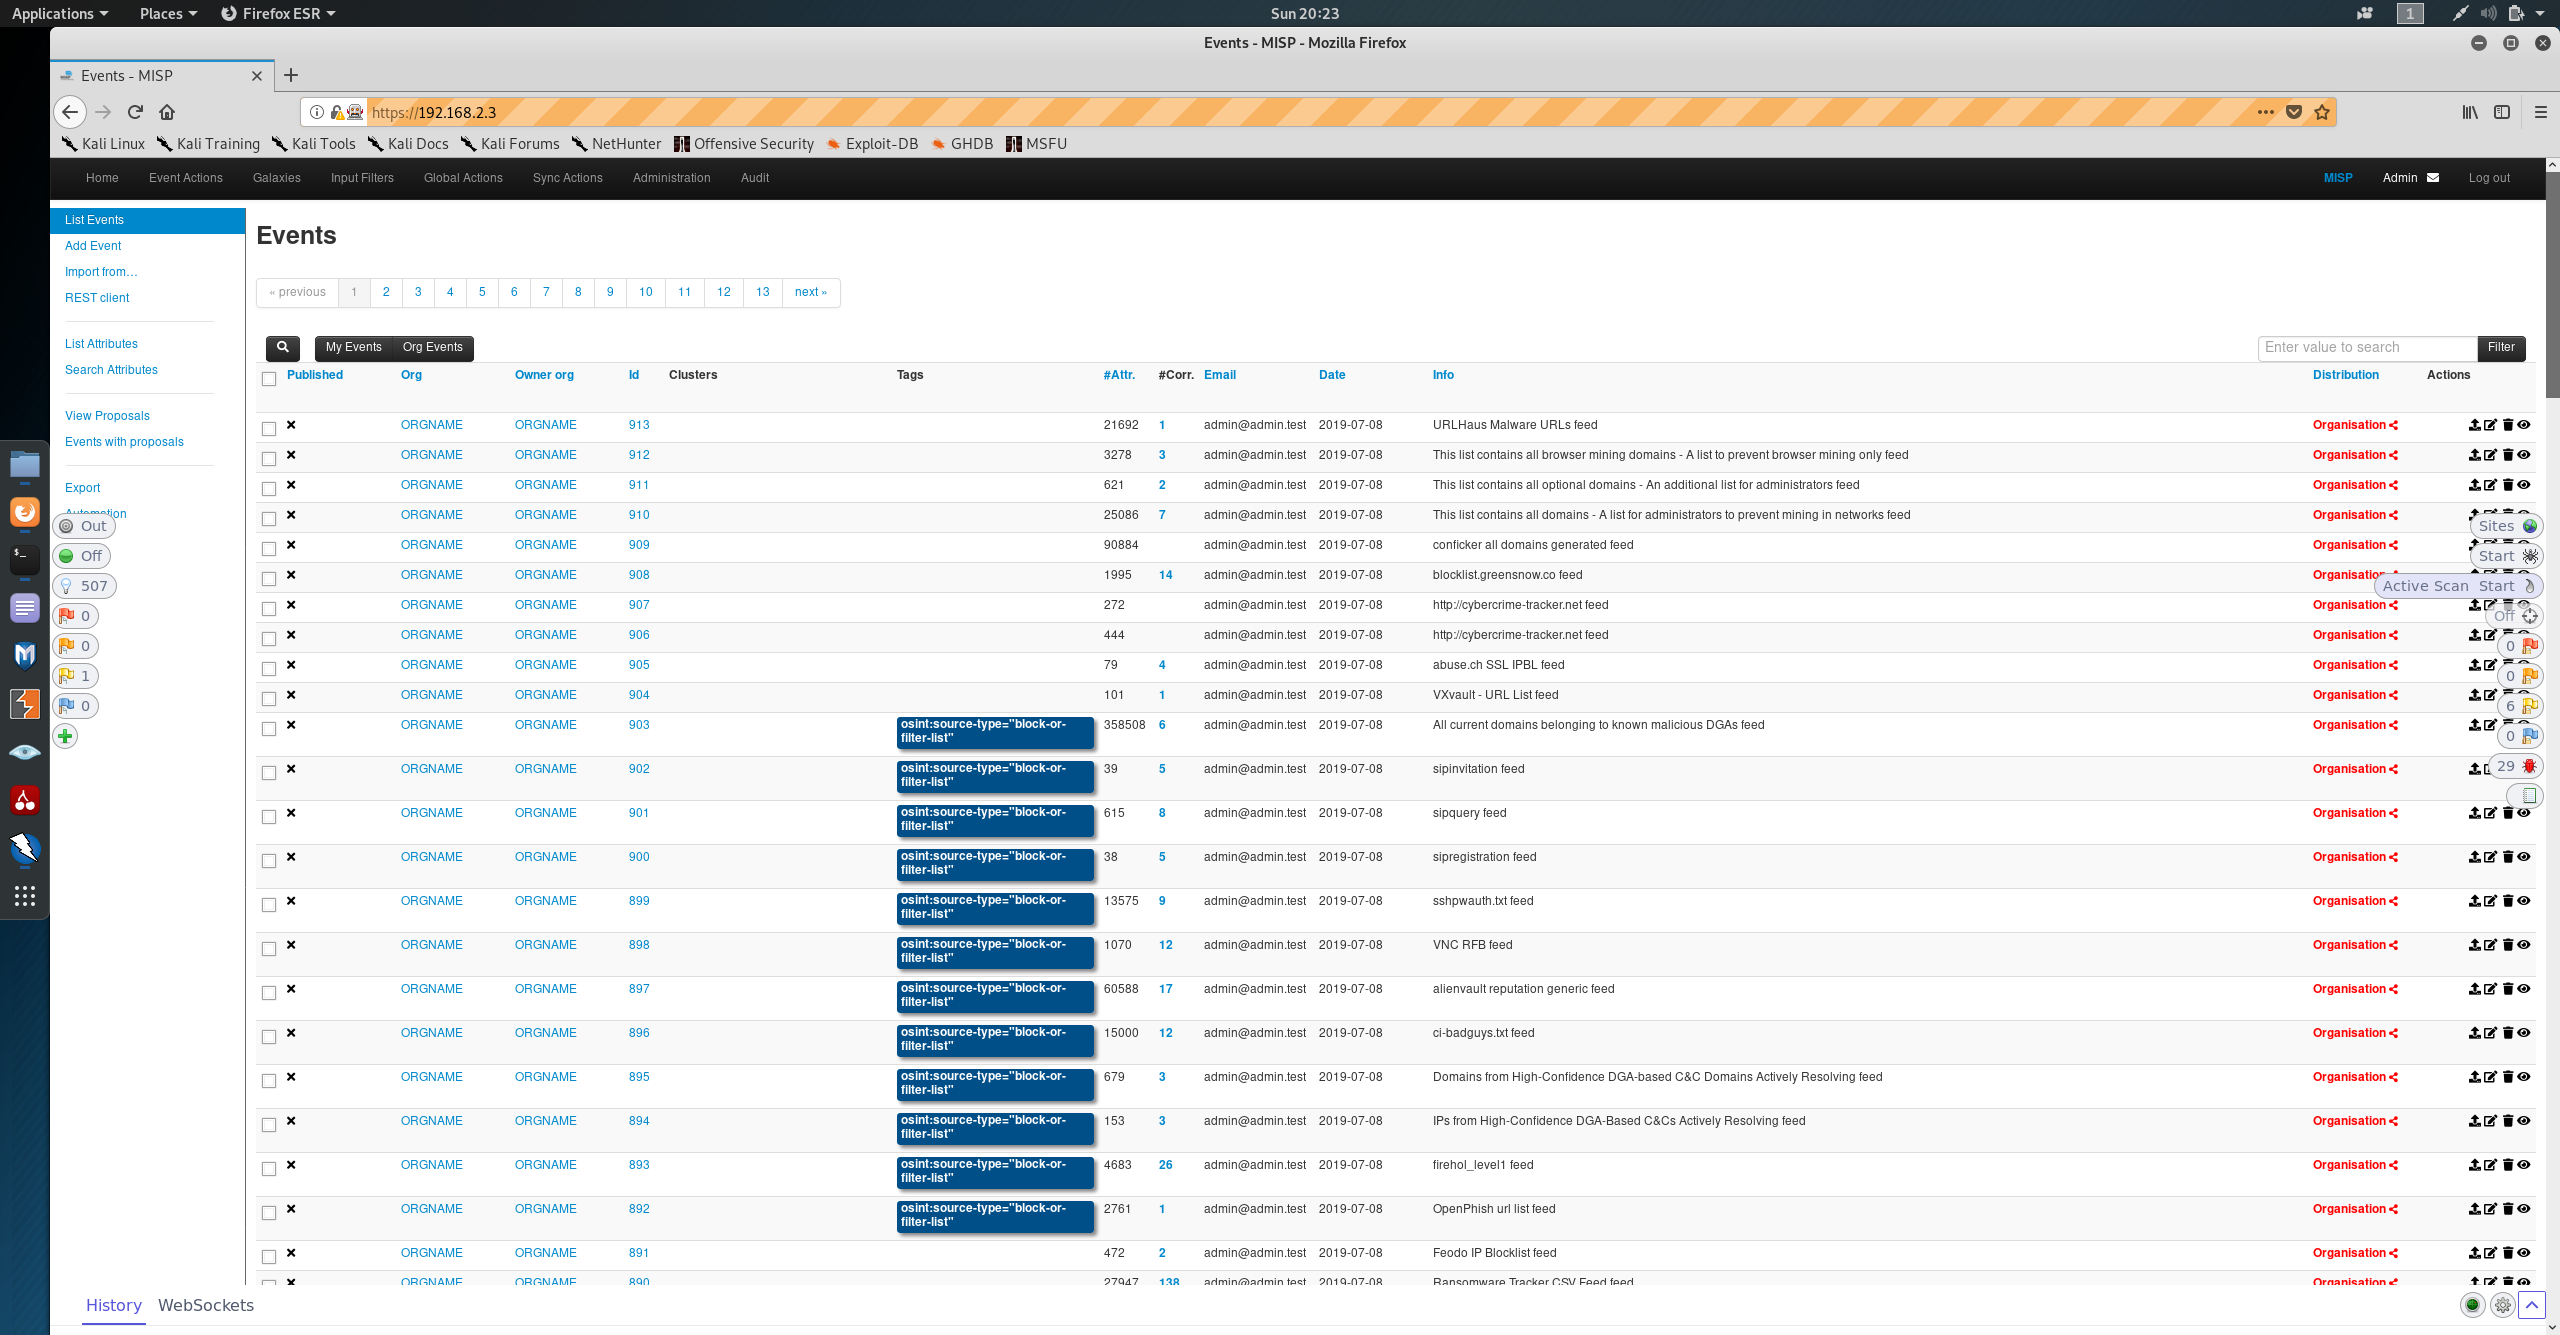 Applications Places Firefox ESR Sun 20:23 1
Events - MISP - Mozilla Firefox
Events - MISP
https://192.168.2.3
Kali Linux Kali Training Kali Tools Kali Docs Kali Forums NetHunter Offensive Security Exploit-DB GHDB MSFU
Home Event Actions Galaxies Input Filters Global Actions Sync Actions Administration Audit MISP Admin Log out
List Events
Add Event
Import from...
REST client
List Attributes
Search Attributes
View Proposals
Events with proposals
Export
Automation
Out
Off
507
0
0
1
0
Events
« previous 1 2 3 4 5 6 7 8 9 10 11 12 13 next »
My Events Org Events Enter value to search Filter
Published Org Owner org Id Clusters Tags #Attr. #Corr. Email Date Info Distribution Actions
ORGNAME ORGNAME 913 21692 1 admin@admin.test 2019-07-08 URLHaus Malware URLs feed Organisation
ORGNAME ORGNAME 912 3278 3 admin@admin.test 2019-07-08 This list contains all browser mining domains - A list to prevent browser mining only feed Organisation
ORGNAME ORGNAME 911 621 2 admin@admin.test 2019-07-08 This list contains all optional domains - An additional list for administrators feed Organisation
ORGNAME ORGNAME 910 25086 7 admin@admin.test 2019-07-08 This list contains all domains - A list for administrators to prevent mining in networks feed Organisation
ORGNAME ORGNAME 909 90884 admin@admin.test 2019-07-08 conficker all domains generated feed Organisation
ORGNAME ORGNAME 908 1995 14 admin@admin.test 2019-07-08 blocklist.greensnow.co feed Organisation
ORGNAME ORGNAME 907 272 admin@admin.test 2019-07-08 http://cybercrime-tracker.net feed Organisation
ORGNAME ORGNAME 906 444 admin@admin.test 2019-07-08 http://cybercrime-tracker.net feed Organisation
ORGNAME ORGNAME 905 79 4 admin@admin.test 2019-07-08 abuse.ch SSL IPBL feed Organisation
ORGNAME ORGNAME 904 101 1 admin@admin.test 2019-07-08 VXvault - URL List feed Organisation
ORGNAME ORGNAME 903 osint:source-type="block-or- 358508 6 admin@admin.test 2019-07-08 All current domains belonging to known malicious DGAs feed Organisation
filter-list"
ORGNAME ORGNAME 902 osint:source-type="block-or- 39 5 admin@admin.test 2019-07-08 sipinvitation feed Organisation
filter-list"
ORGNAME ORGNAME 901 osint:source-type="block-or- 615 8 admin@admin.test 2019-07-08 sipquery feed Organisation
filter-list"
ORGNAME ORGNAME 900 osint:source-type="block-or- 38 5 admin@admin.test 2019-07-08 sipregistration feed Organisation
filter-list"
ORGNAME ORGNAME 899 osint:source-type="block-or- 13575 9 admin@admin.test 2019-07-08 sshpwauth.txt feed Organisation
filter-list"
ORGNAME ORGNAME 898 osint:source-type="block-or- 1070 12 admin@admin.test 2019-07-08 VNC RFB feed Organisation
filter-list"
ORGNAME ORGNAME 897 osint:source-type="block-or- 60588 17 admin@admin.test 2019-07-08 alienvault reputation generic feed Organisation
filter-list"
ORGNAME ORGNAME 896 osint:source-type="block-or- 15000 12 admin@admin.test 2019-07-08 ci-badguys.txt feed Organisation
filter-list"
ORGNAME ORGNAME 895 osint:source-type="block-or- 679 3 admin@admin.test 2019-07-08 Domains from High-Confidence DGA-based C&C Domains Actively Resolving feed Organisation
filter-list"
ORGNAME ORGNAME 894 osint:source-type="block-or- 153 3 admin@admin.test 2019-07-08 IPs from High-Confidence DGA-Based C&Cs Actively Resolving feed Organisation
filter-list"
ORGNAME ORGNAME 893 osint:source-type="block-or- 4683 26 admin@admin.test 2019-07-08 firehol_level1 feed Organisation
filter-list"
ORGNAME ORGNAME 892 osint:source-type="block-or- 2761 1 admin@admin.test 2019-07-08 OpenPhish url list feed Organisation
filter-list"
ORGNAME ORGNAME 891 472 2 admin@admin.test 2019-07-08 Feodo IP Blocklist feed Organisation
ORGNAME ORGNAME 890 27947 138 admin@admin.test 2019-07-08 Ransomware Tracker CSV Feed feed Organisation
Sites
Start
Active Scan Start
Off
0
0
6
0
29
History WebSockets